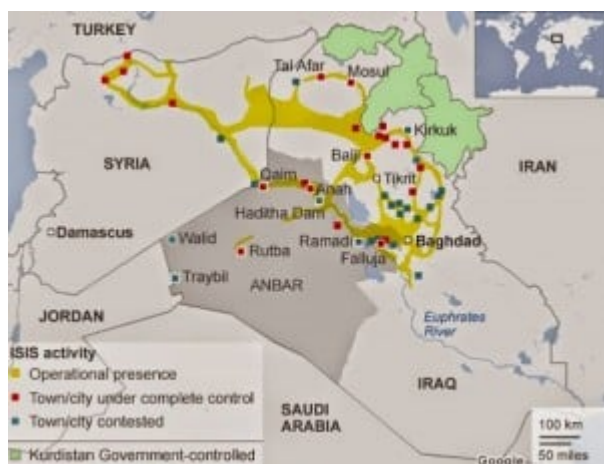 TURKEY
Tal Afar
Mosul
Kirkuk
SYRIA
Baiji
IRAN
Tikrit
Qaim
Anah
Haditha Dam
Damascus
Walid
Ramadi
Baghdad
Rutba
Falluja
Traybil
ANBAR
JORDAN
Euphrates
River
ISIS activity
Operational presence
Town/city under complete control
IRAQ
Town/city contested
SAUDI
ARABIA
100 km
50 miles
Kurdistan Government-controlled
Google